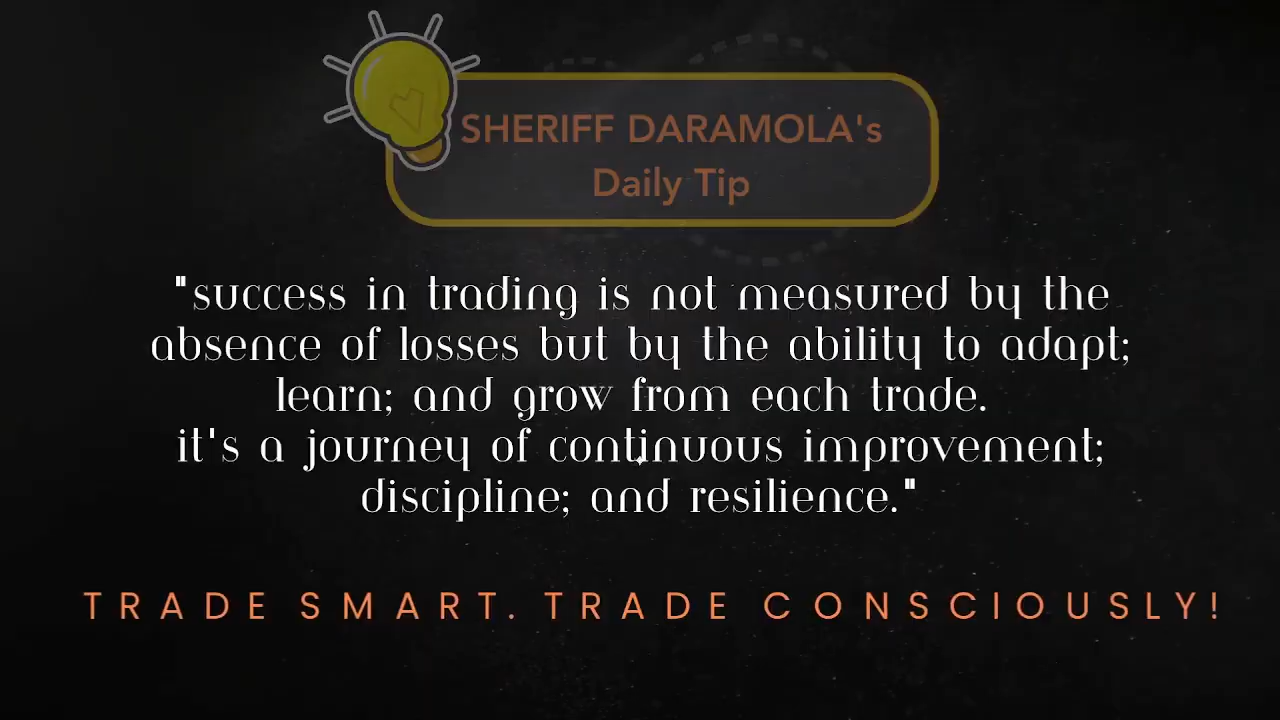 SHERIFF DARAMOLA's
Daily Tip
"success in trading is not measured by the
absence of losses but by the ability to adapt;
learn; and grow from each trade.
it's a journey of continuous improvement;
discipline; and resilience."
TRADE SMART. TRADE CONSCIOUSLY!